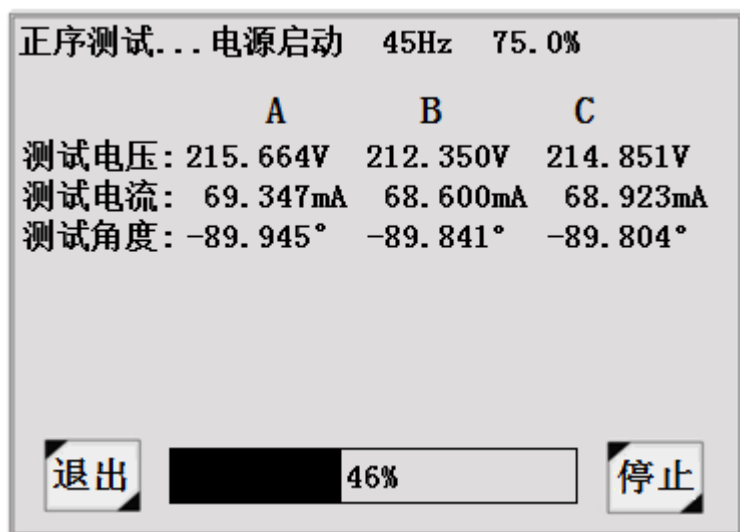 正序测试...电源启动 45Hz 75.0%
A B C
测试电压: 215.664V 212.350V 214.851V
测试电流: 69.347mA 68.600mA 68.923mA
测试角度: -89.945° -89.841° -89.804°
退出 46% 停止